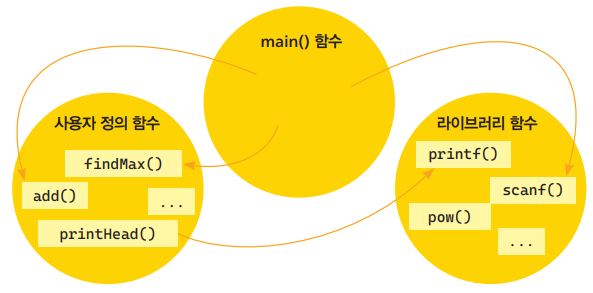 main() 함수
사용자 정의 함수
findMax()
add()
...
printHead()
라이브러리 함수
printf()
scanf()
pow()
...